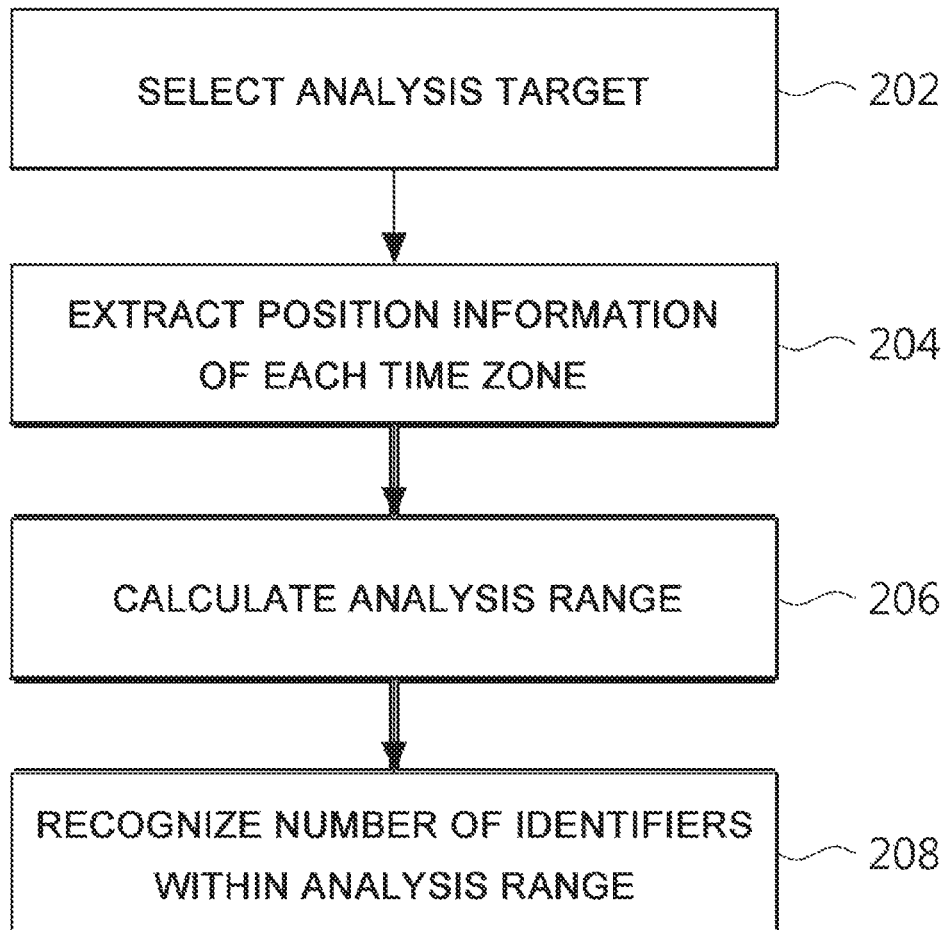 SELECT ANALYSIS TARGET
202
EXTRACT POSITION INFORMATION
OF EACH TIME ZONE
204
CALCULATE ANALYSIS RANGE
206
RECOGNIZE NUMBER OF IDENTIFIERS
WITHIN ANALYSIS RANGE
208